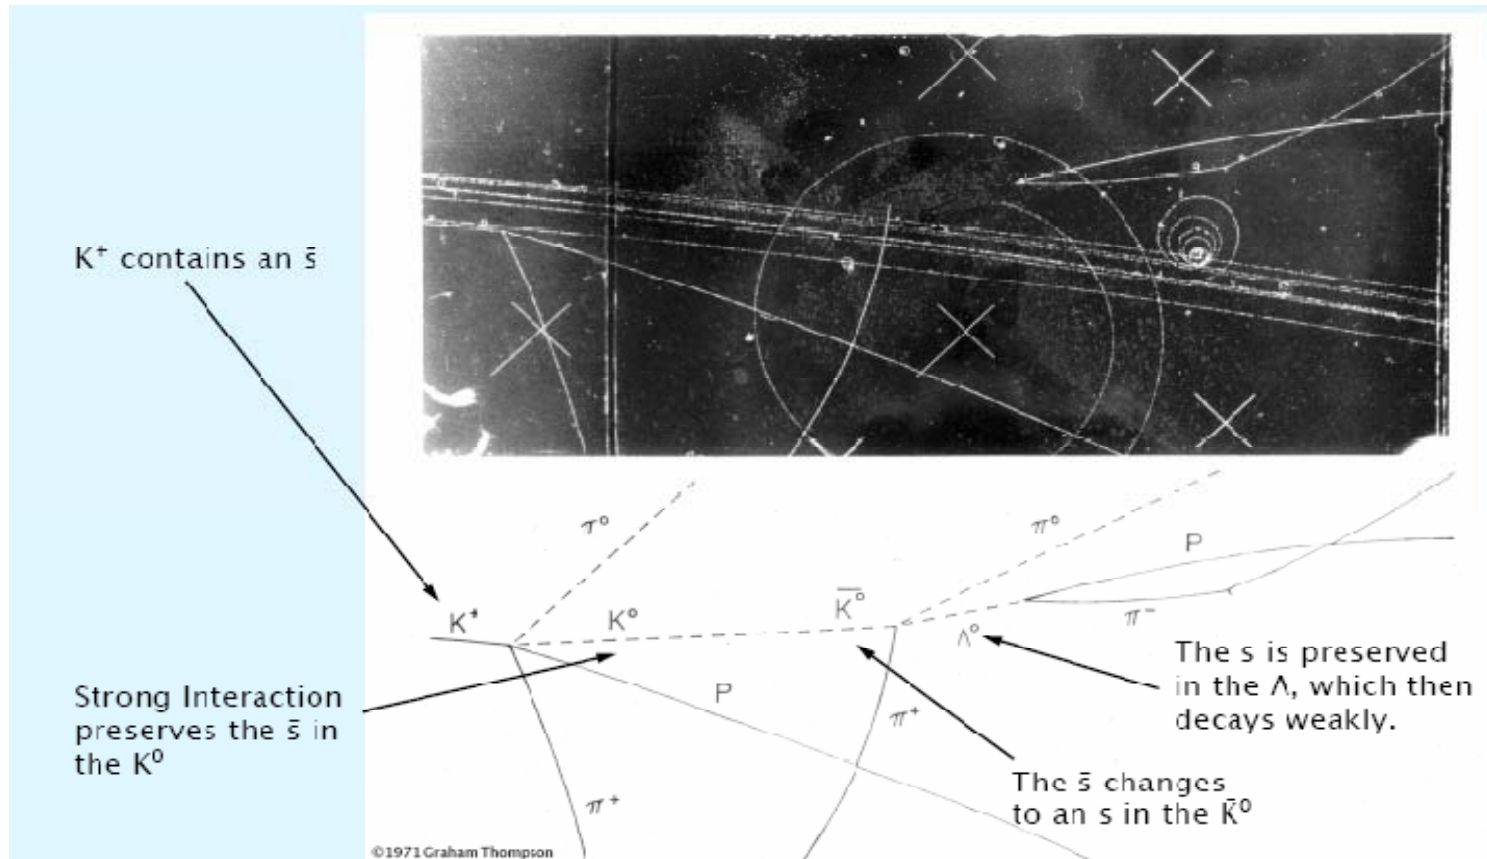 K⁺ contains an s̄
π⁰
π⁰
P
K⁺
K⁰
K̄⁰
Λ⁰
π⁻
The s is preserved
in the Λ, which then
decays weakly.
Strong Interaction
preserves the s̄ in
the K⁰
P
π⁺
The s̄ changes
to an s in the K̄⁰
π⁺
©1971 Graham Thompson